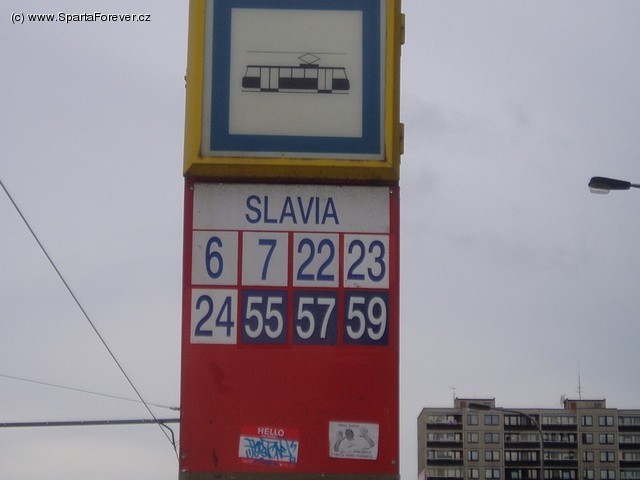 (c) www.SpartaForever.cz
SLAVIA
6 7 22 23
24 55 57 59
HELLO